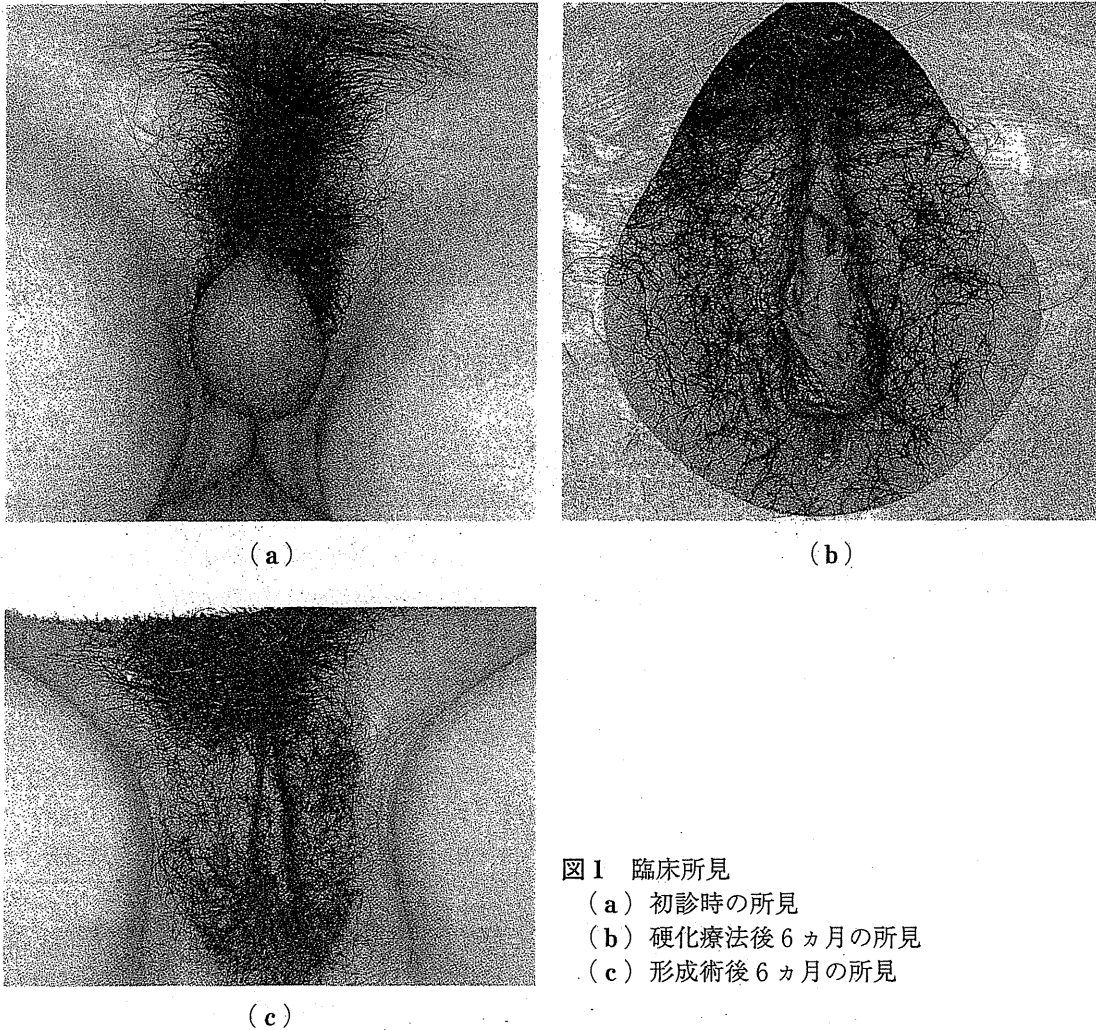 (a)
(b)
(c)
図1 臨床所見
(a) 初診時の所見
(b) 硬化療法後6ヵ月の所見
(c) 形成術後6ヵ月の所見